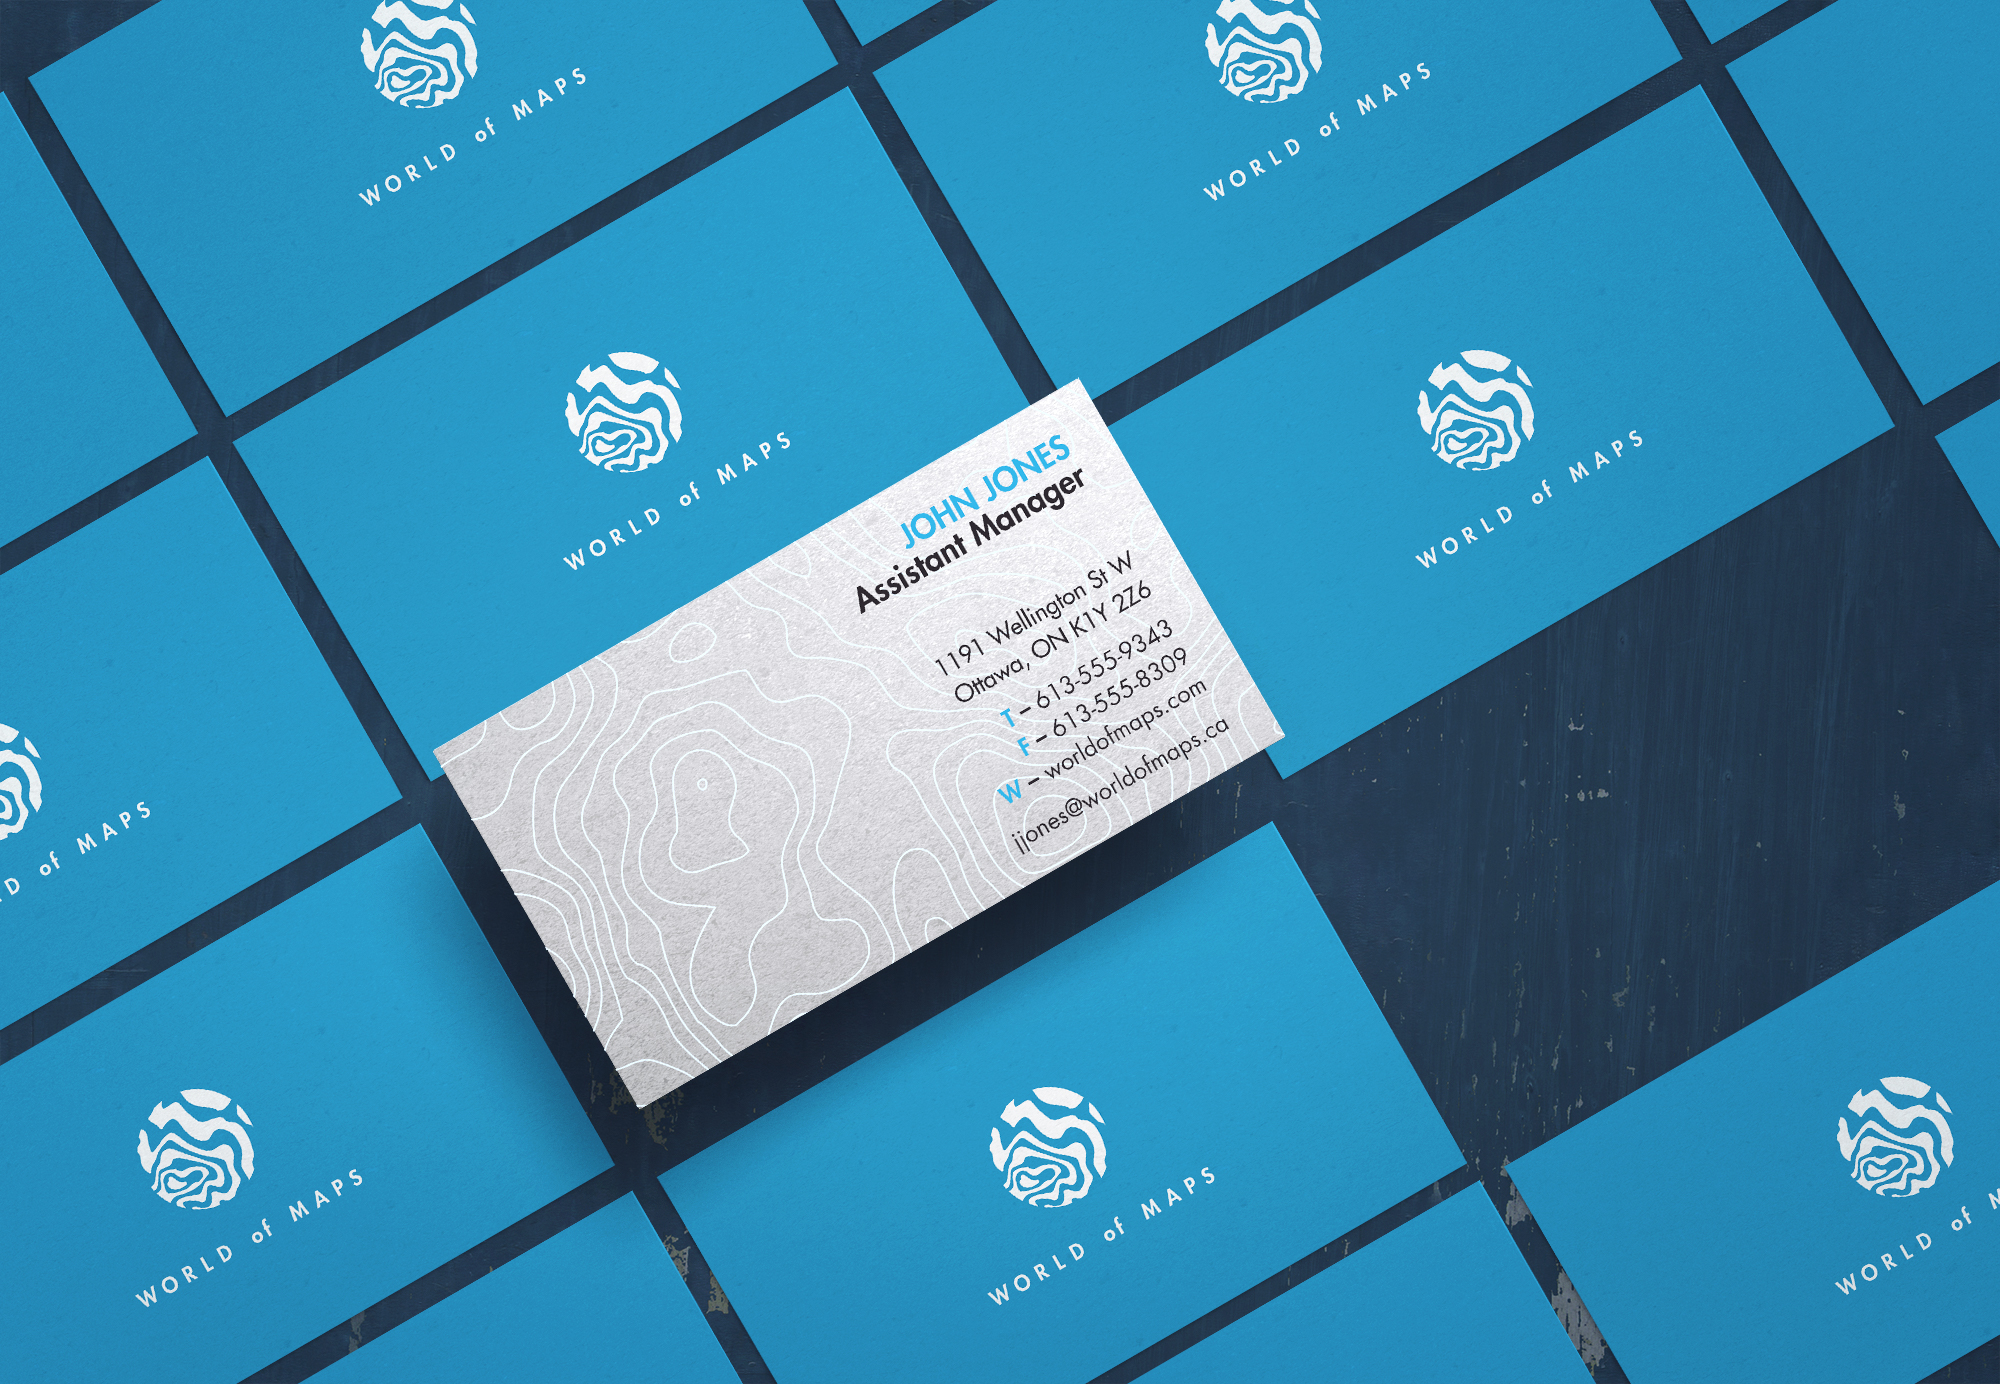 WORLD of MAPS
WORLD of MAPS
WORLD of MAPS
WORLD of MAPS
JOHN JONES
Assistant Manager
1191 Wellington St W
Ottawa, ON K1Y 2Z6
T – 613-555-9343
F – 613-555-8309
W – worldofmaps.com
jjones@worldofmaps.ca
D of MAPS
WORLD of MAPS
WORLD of MAPS
WORLD of M